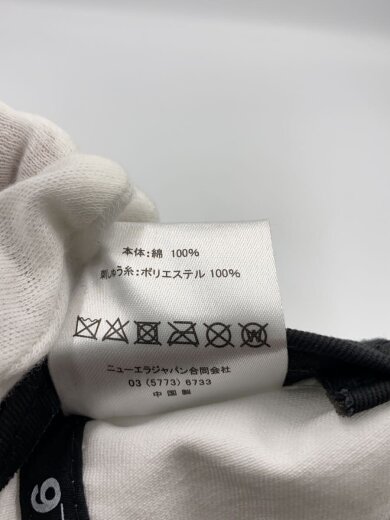 本体:綿 100%
刺しゅう糸:ポリエステル 100%
W
ニューエラジャパン合同会社
03 (5773) 6733
中国製
9